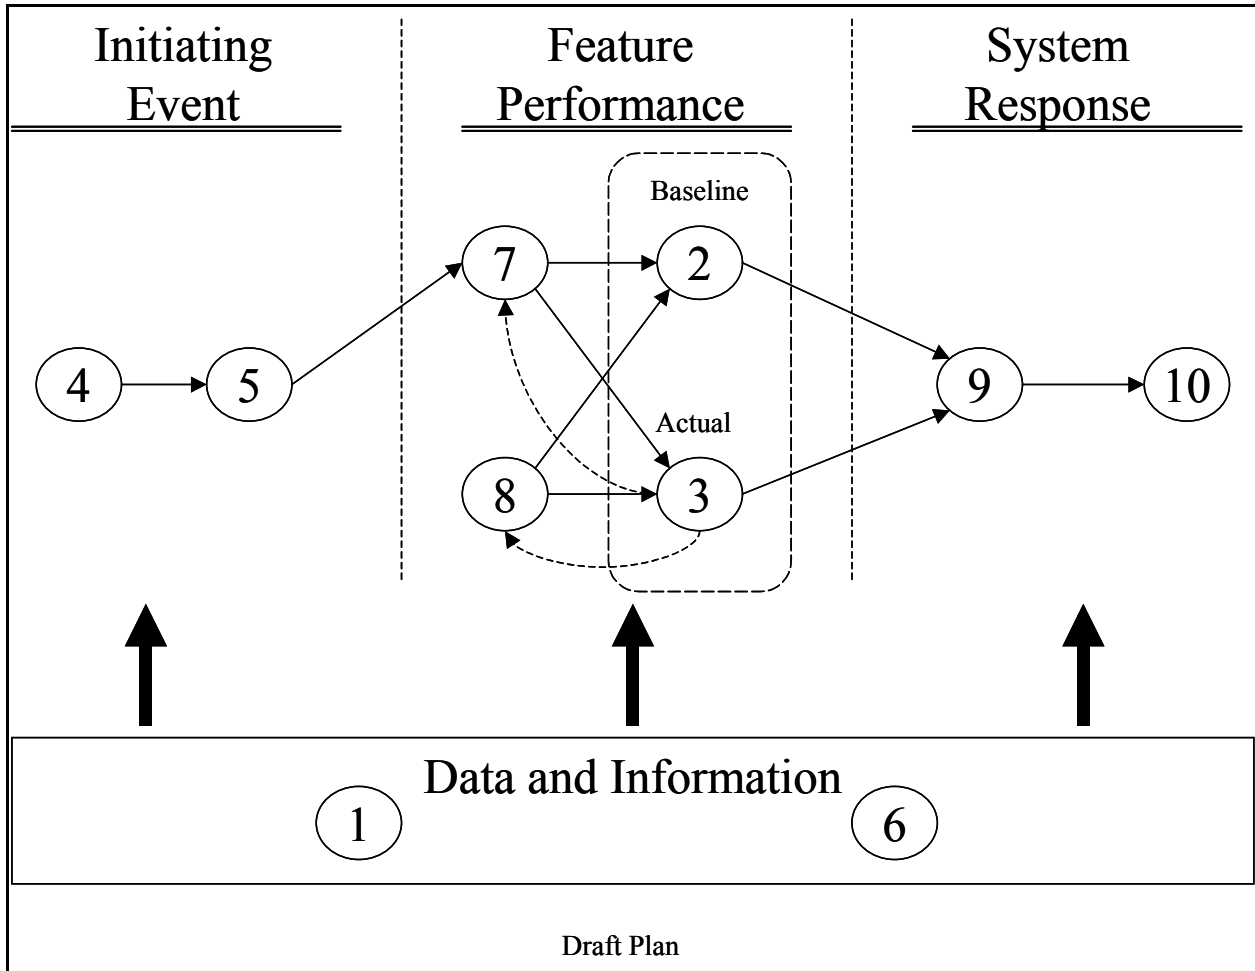 Initiating
Event
Feature
Performance
System
Response
Baseline
7
2
4
5
9
10
Actual
8
3
Data and Information
1
6
Draft Plan